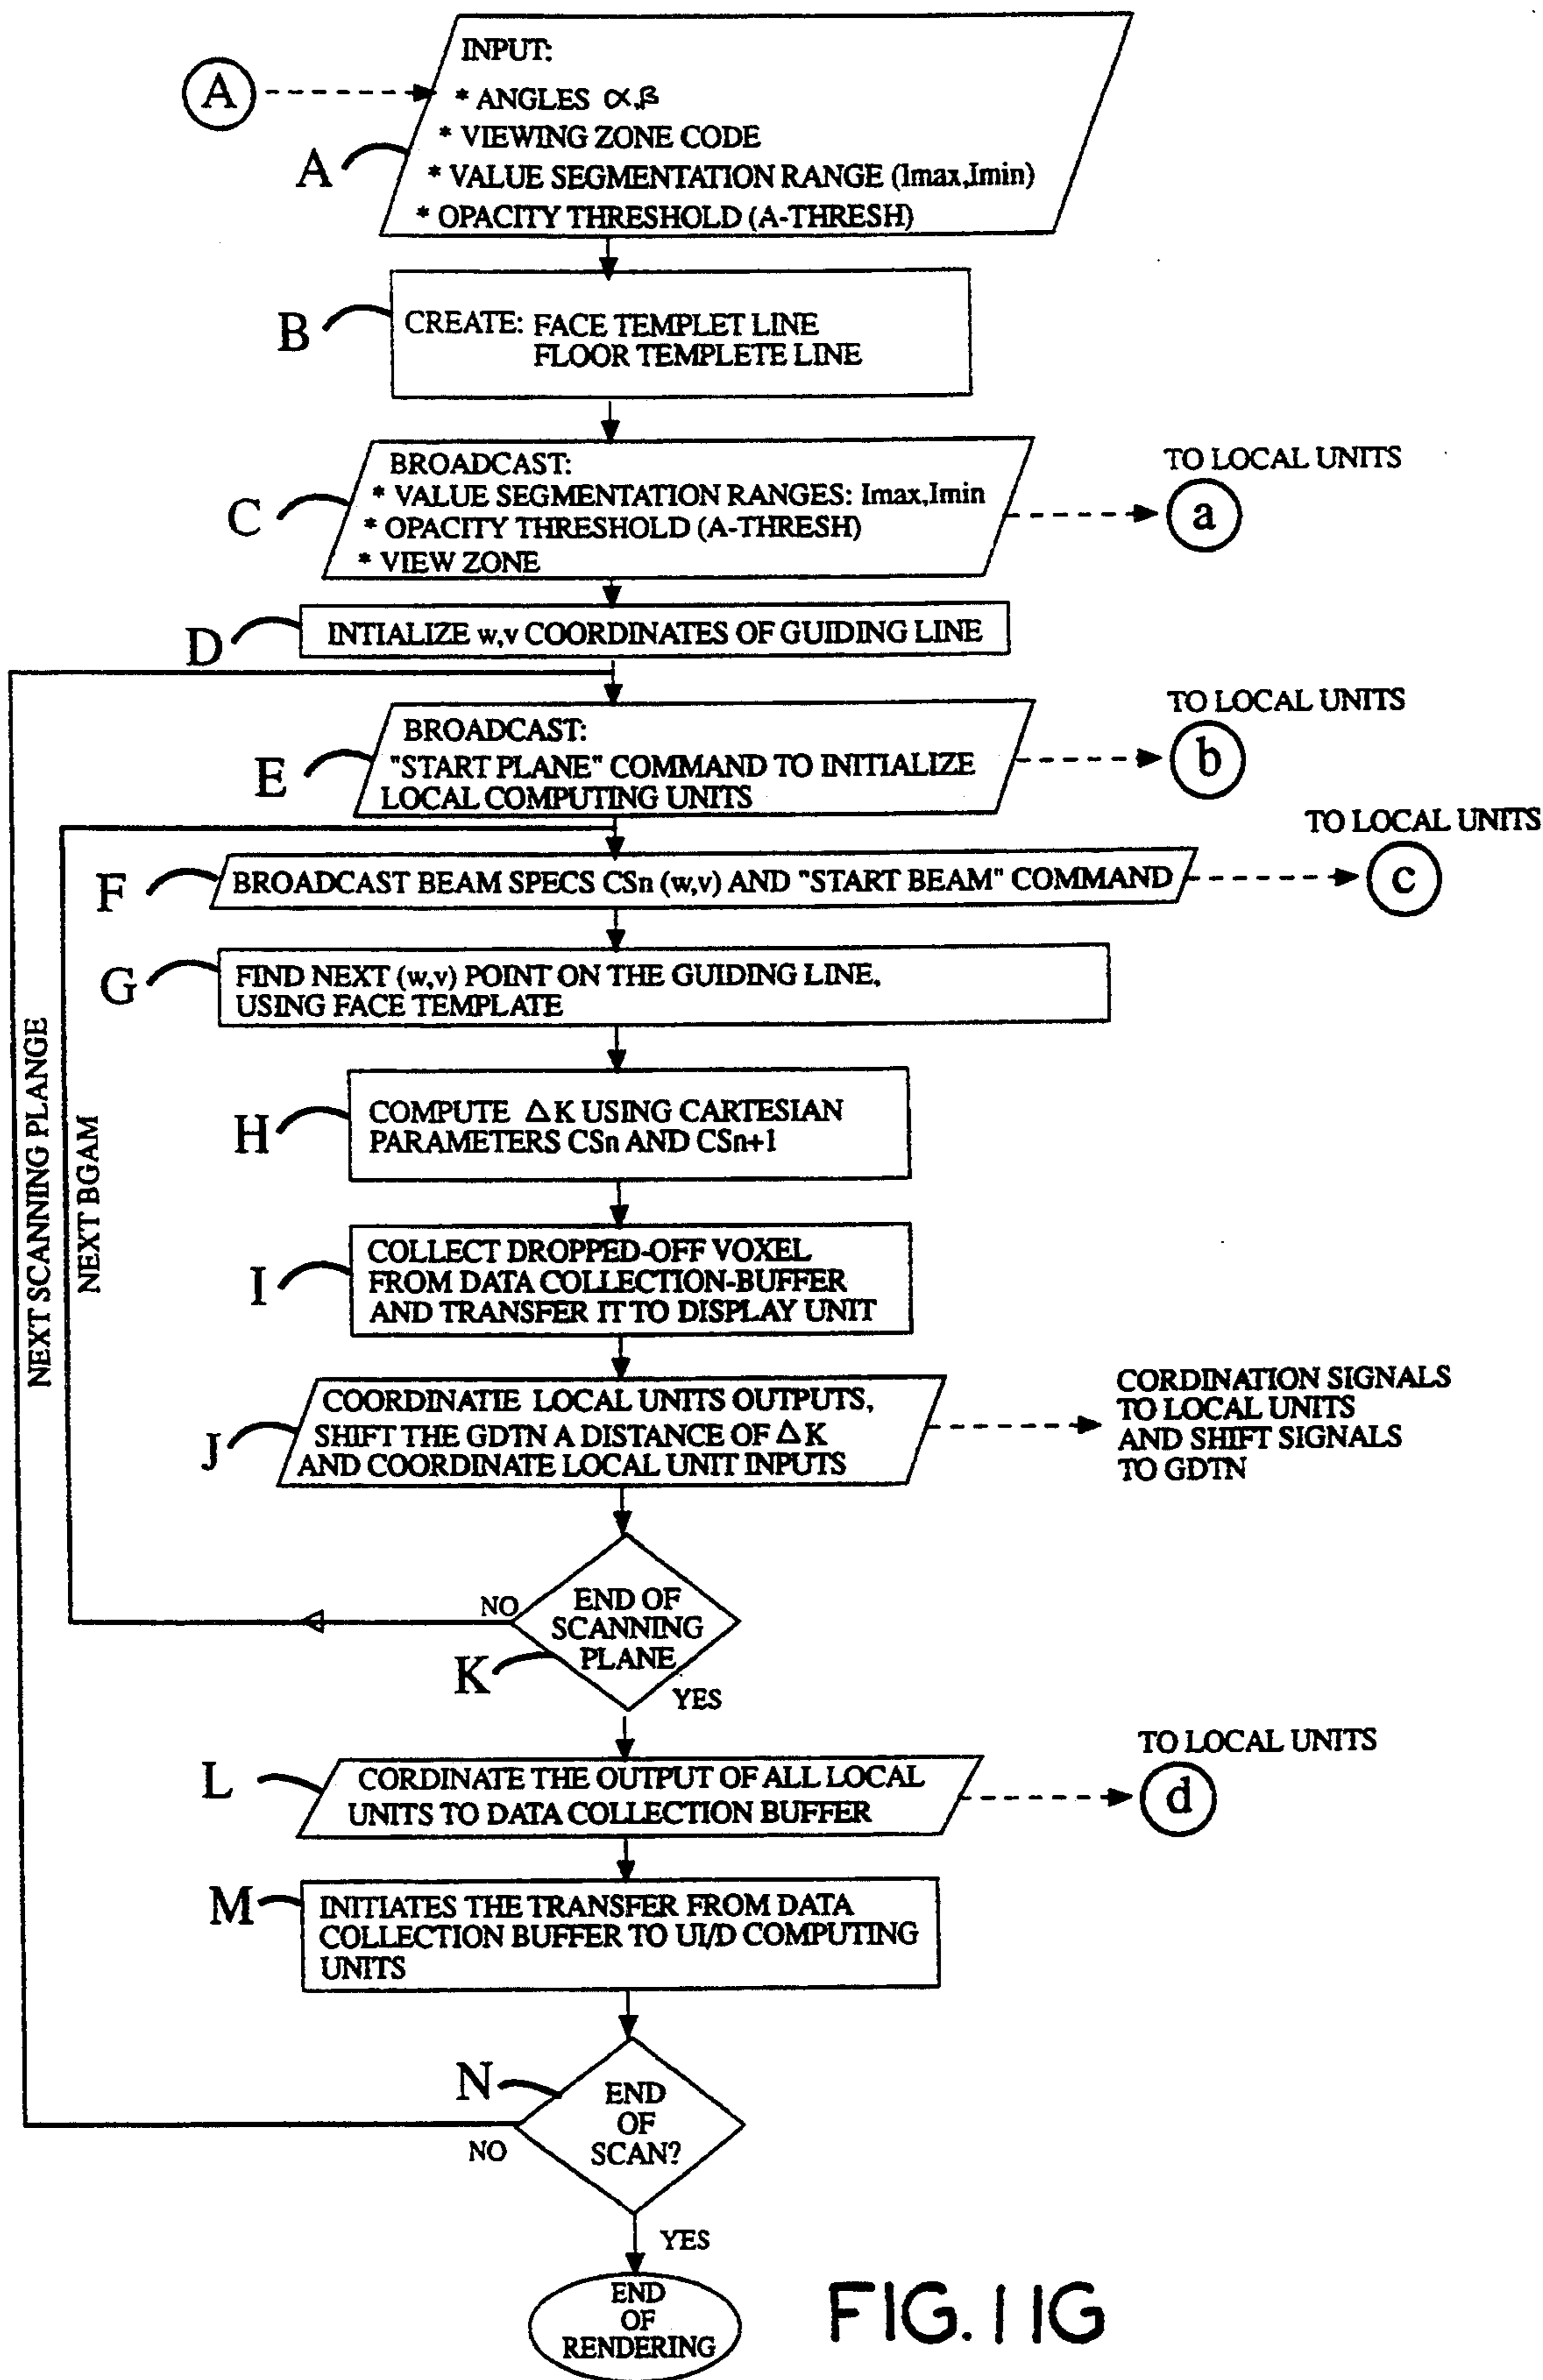 INPUT:
A
* ANGLES α,β
* VIEWING ZONE CODE
A
* VALUE SEGMENTATION RANGE (Imax,Imin)
* OPACITY THRESHOLD (A-THRESH)
B
CREATE: FACE TEMPLET LINE
FLOOR TEMPLETE LINE
BROADCAST:
TO LOCAL UNITS
* VALUE SEGMENTATION RANGES: Imax,Imin
C
a
* OPACITY THRESHOLD (A-THRESH)
* VIEW ZONE
D
INTIALIZE w,v COORDINATES OF GUIDING LINE
TO LOCAL UNITS
BROADCAST:
E
"START PLANE" COMMAND TO INITIALIZE
b
LOCAL COMPUTING UNITS
TO LOCAL UNITS
F
BROADCAST BEAM SPECS CSn (w,v) AND "START BEAM" COMMAND
c
G
FIND NEXT (w,v) POINT ON THE GUIDING LINE,
USING FACE TEMPLATE
NEXT SCANNING PLANGE
NEXT BGAM
H
COMPUTE ΔK USING CARTESIAN
PARAMETERS CSn AND CSn+1
I
COLLECT DROPPED-OFF VOXEL
FROM DATA COLLECTION-BUFFER
AND TRANSFER IT TO DISPLAY UNIT
J
COORDINATIE LOCAL UNITS OUTPUTS,
SHIFT THE GDTN A DISTANCE OF ΔK
AND COORDINATE LOCAL UNIT INPUTS
CORDINATION SIGNALS
TO LOCAL UNITS
AND SHIFT SIGNALS
TO GDTN
NO
END OF
SCANNING
PLANE
K
YES
TO LOCAL UNITS
L
CORDINATE THE OUTPUT OF ALL LOCAL
UNITS TO DATA COLLECTION BUFFER
d
M
INITIATES THE TRANSFER FROM DATA
COLLECTION BUFFER TO UI/D COMPUTING
UNITS
N
END
OF
SCAN?
NO
YES
END
OF
RENDERING
FIG. 11G